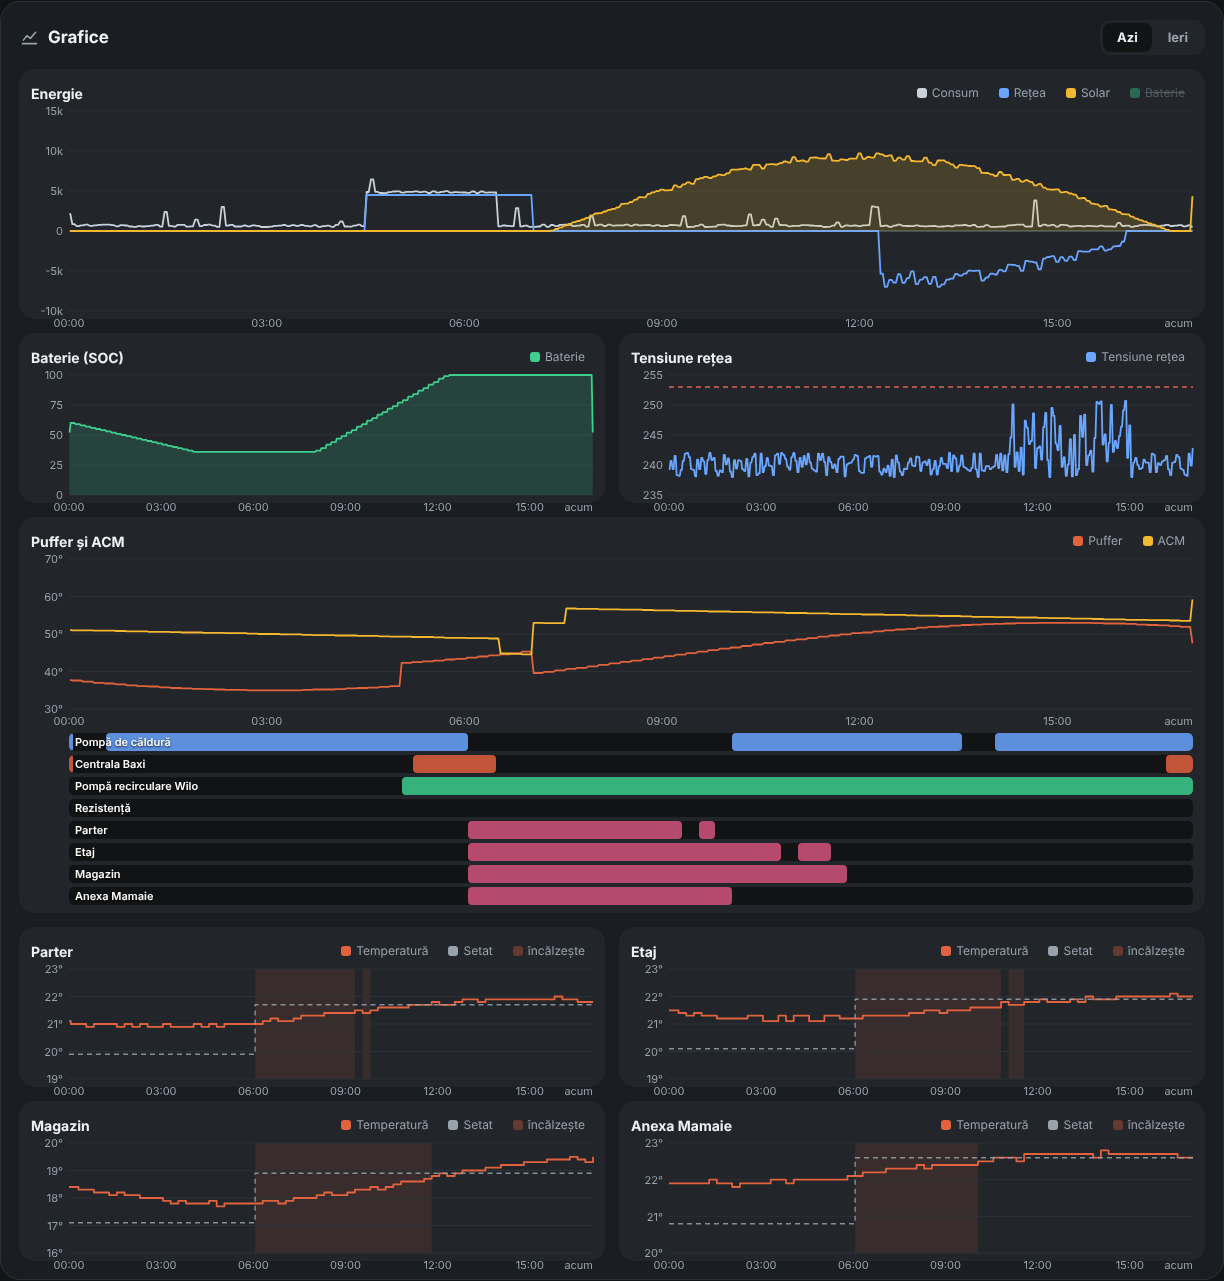 Grafice
Azi Ieri
Energie
Consum Rețea Solar Baterie
15k
10k
5k
0
-5k
-10k
00:00 03:00 06:00 09:00 12:00 15:00 acum
Baterie (SOC)
Baterie
100
75
50
25
0
00:00 03:00 06:00 09:00 12:00 15:00 acum
Tensiune rețea
Tensiune rețea
255
250
245
240
235
00:00 03:00 06:00 09:00 12:00 15:00 acum
Puffer și ACM
Puffer ACM
70°
60°
50°
40°
30°
00:00 03:00 06:00 09:00 12:00 15:00 acum
Pompă de căldură
Centrala Baxi
Pompă recirculare Wilo
Rezistență
Parter
Etaj
Magazin
Anexa Mamaie
Parter
Temperatură Setat încălzește
23°
22°
21°
20°
19°
00:00 03:00 06:00 09:00 12:00 15:00 acum
Etaj
Temperatură Setat încălzește
23°
22°
21°
20°
19°
00:00 03:00 06:00 09:00 12:00 15:00 acum
Magazin
Temperatură Setat încălzește
20°
19°
18°
17°
16°
00:00 03:00 06:00 09:00 12:00 15:00 acum
Anexa Mamaie
Temperatură Setat încălzește
23°
22°
21°
20°
00:00 03:00 06:00 09:00 12:00 15:00 acum